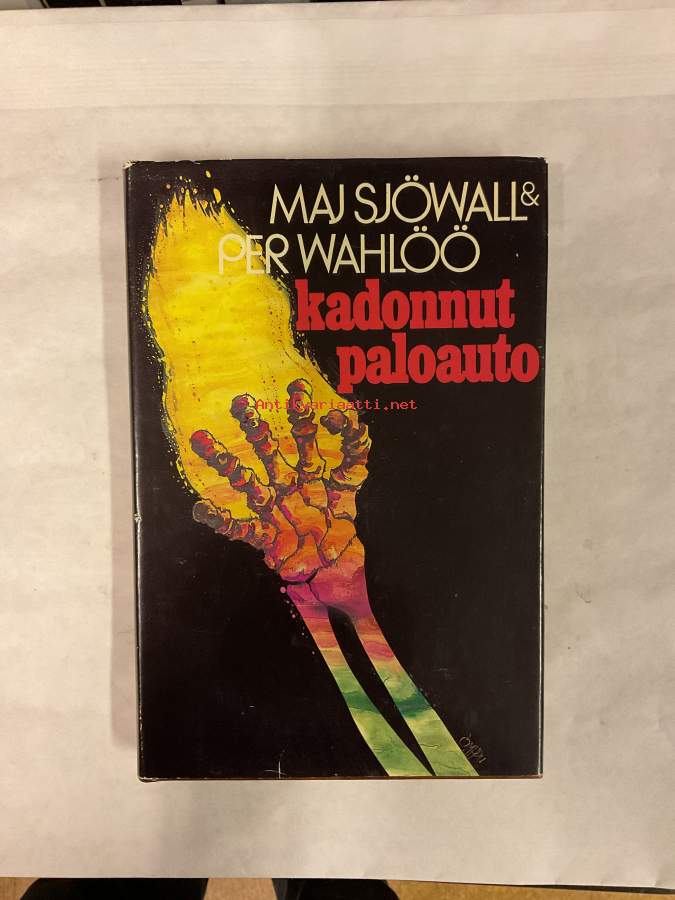 MAJ SJÖWALL &
PER WAHLÖÖ
kadonnut
paloauto
Antikvariaatti.net